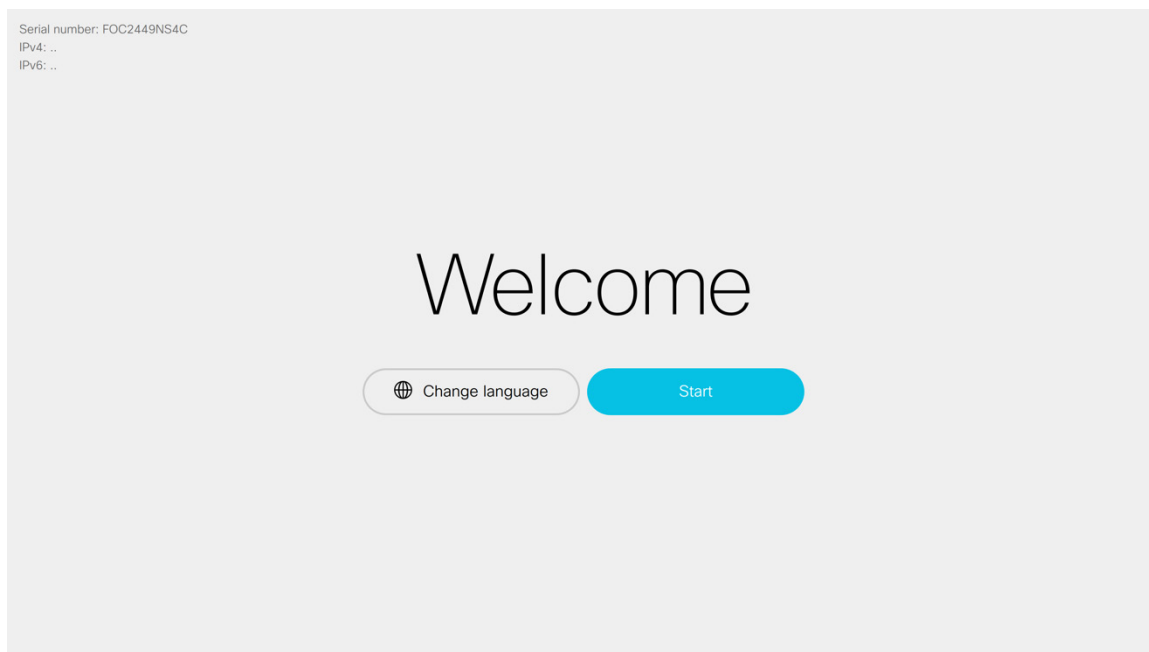 Serial number: FOC2449NS4C
IPv4: ..
IPv6: ..
Welcome
Change language
Start